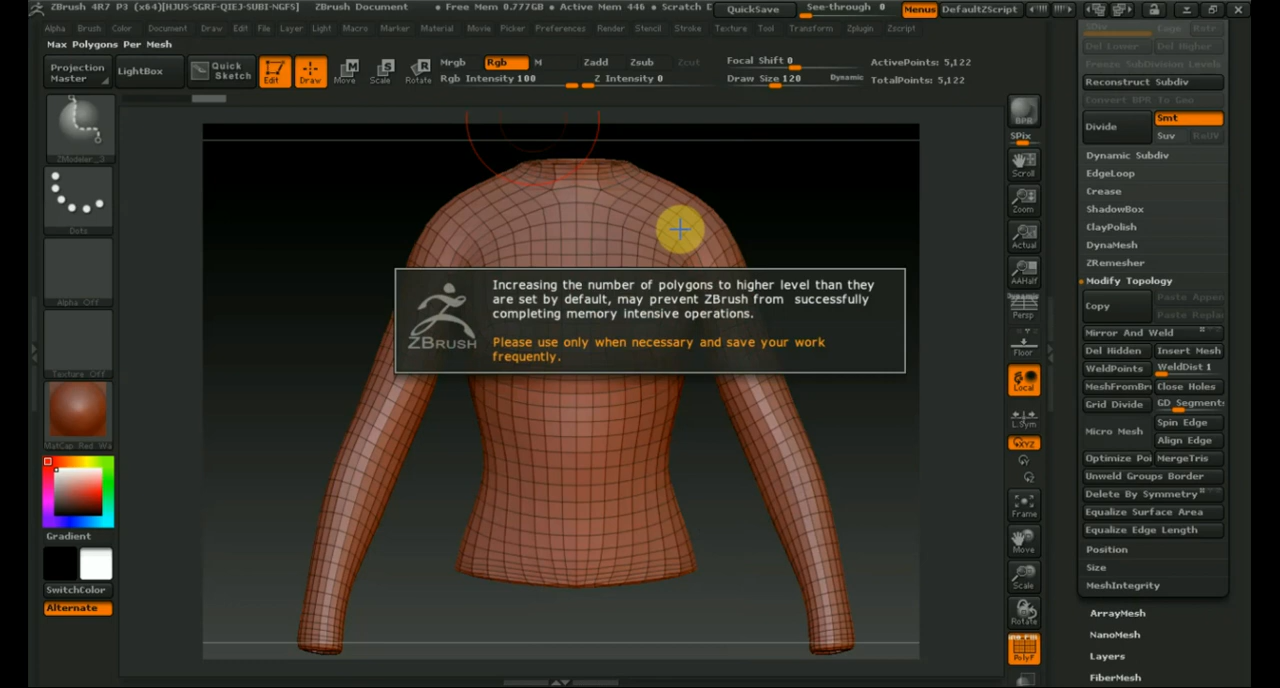 ZBrush 4R7 P3 (x64)[HJUS-SGRF-QIEJ-SUBI-NGFS] ZBrush Document • Free Mem 0.777GB • Active Mem 446 • Scratch D QuickSave See-through 0 Menus DefaultZScript
Alpha Brush Color Document Draw Edit File Layer Light Macro Marker Material Movie Picker Preferences Render Stencil Stroke Texture Tool Transform Zplugin Zscript
Max Polygons Per Mesh
Projection Master
LightBox
Quick Sketch
Edit
Draw
Move
Scale
Rotate
Mrgb Rgb M
Rgb Intensity 100
Zadd Zsub Zcut
Z Intensity 0
Focal Shift 0
Draw Size 120 Dynamic
ActivePoints: 5,122
TotalPoints: 5,122
ZModeler_3
Dots
Alpha Off
Texture Off
MatCap Red Wa
Gradient
SwitchColor
Alternate
Increasing the number of polygons to higher level than they
are set by default, may prevent ZBrush from successfully
completing memory intensive operations.
Please use only when necessary and save your work
frequently.
ZBRUSH
BPR
SPix
Scroll
Zoom
Actual
AAHalf
Dynamic
Persp
Floor
Local
L.Sym
XYZ
Frame
Move
Scale
Rotate
PolyF
SDiv Cage Rstr
Del Lower Del Higher
Freeze SubDivision Levels
Reconstruct Subdiv
Convert BPR To Geo
Divide
Smt
Suv ReUV
Dynamic Subdiv
EdgeLoop
Crease
ShadowBox
ClayPolish
DynaMesh
ZRemesher
Modify Topology
Copy
Paste Appen
Paste Repla
Mirror And Weld
Del Hidden Insert Mesh
WeldPoints WeldDist 1
MeshFromBr Close Holes
Grid Divide GD Segment
Micro Mesh
Spin Edge
Align Edge
Optimize Poi MergeTris
Unweld Groups Border
Delete By Symmetry
Equalize Surface Area
Equalize Edge Length
Position
Size
MeshIntegrity
ArrayMesh
NanoMesh
Layers
FiberMesh